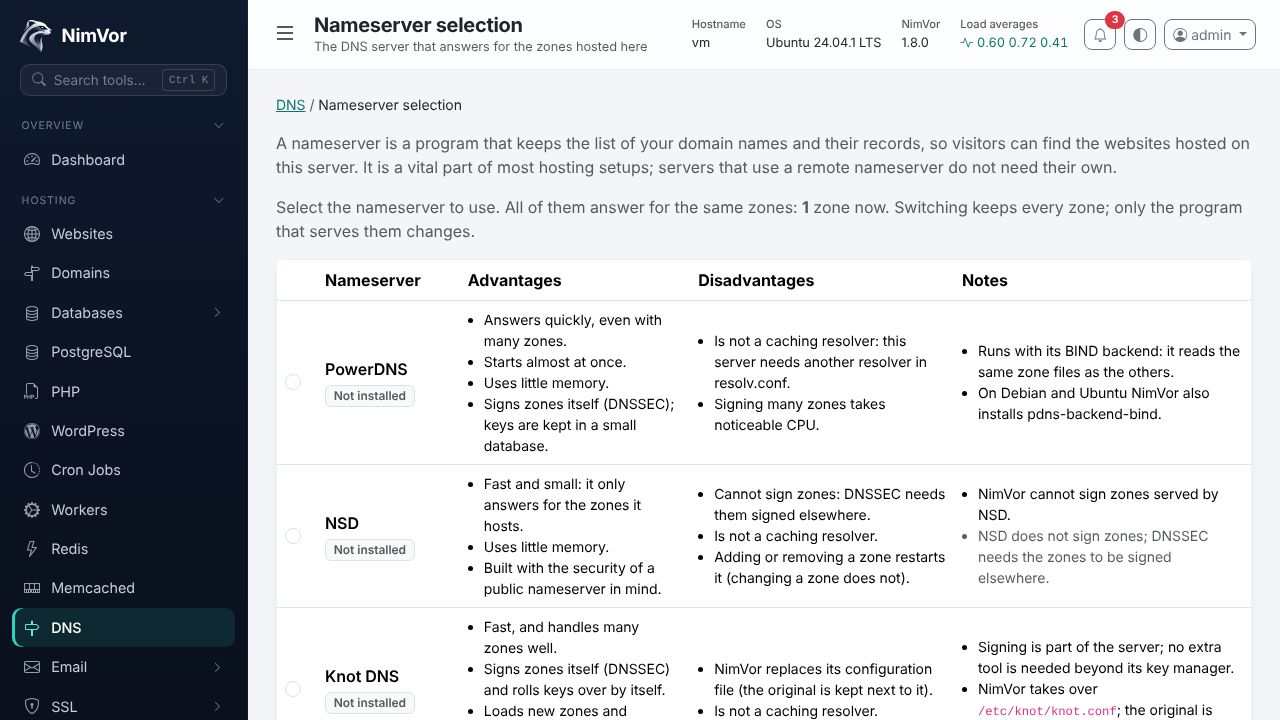 NimVor
Search tools... Ctrl K
OVERVIEW
Dashboard
HOSTING
Websites
Domains
Databases
PostgreSQL
PHP
WordPress
Cron Jobs
Workers
Redis
Memcached
DNS
Email
SSL
Nameserver selection
The DNS server that answers for the zones hosted here
Hostname
vm
OS
Ubuntu 24.04.1 LTS
NimVor
1.8.0
Load averages
0.60 0.72 0.41
3
admin
DNS / Nameserver selection
A nameserver is a program that keeps the list of your domain names and their records, so visitors can find the websites hosted on
this server. It is a vital part of most hosting setups; servers that use a remote nameserver do not need their own.
Select the nameserver to use. All of them answer for the same zones: 1 zone now. Switching keeps every zone; only the program
that serves them changes.
Nameserver Advantages Disadvantages Notes
PowerDNS
Not installed
Answers quickly, even with
many zones.
Starts almost at once.
Uses little memory.
Signs zones itself (DNSSEC);
keys are kept in a small
database.
Is not a caching resolver: this
server needs another resolver in
resolv.conf.
Signing many zones takes
noticeable CPU.
Runs with its BIND backend: it reads the
same zone files as the others.
On Debian and Ubuntu NimVor also
installs pdns-backend-bind.
NSD
Not installed
Fast and small: it only
answers for the zones it
hosts.
Uses little memory.
Built with the security of a
public nameserver in mind.
Cannot sign zones: DNSSEC needs
them signed elsewhere.
Is not a caching resolver.
Adding or removing a zone restarts
it (changing a zone does not).
NimVor cannot sign zones served by
NSD.
NSD does not sign zones; DNSSEC
needs the zones to be signed
elsewhere.
Knot DNS
Not installed
Fast, and handles many
zones well.
Signs zones itself (DNSSEC)
and rolls keys over by itself.
Loads new zones and
NimVor replaces its configuration
file (the original is kept next to it).
Is not a caching resolver.
Signing is part of the server; no extra
tool is needed beyond its key manager.
NimVor takes over
/etc/knot/knot.conf; the original is